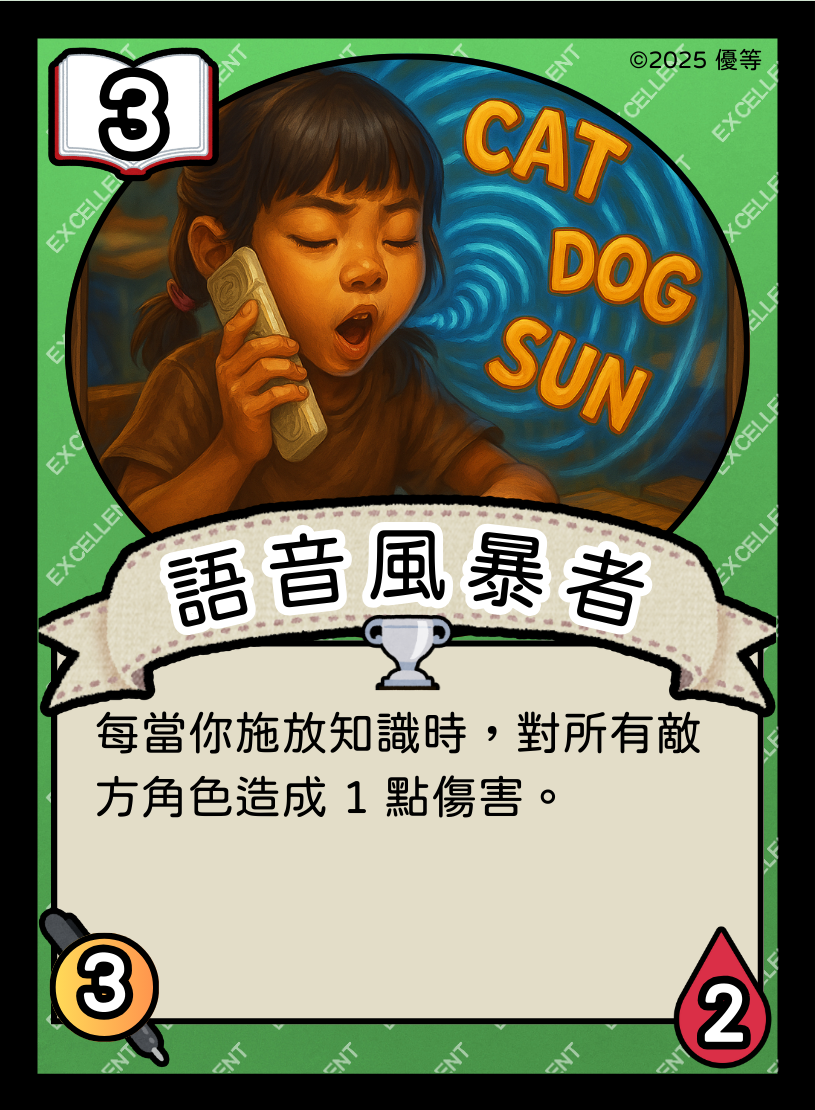 3
©2025 優等
CAT
DOG
SUN
語音風暴者
每當你施放知識時，對所有敵
方角色造成 1 點傷害。
3
2
EXCELLENT